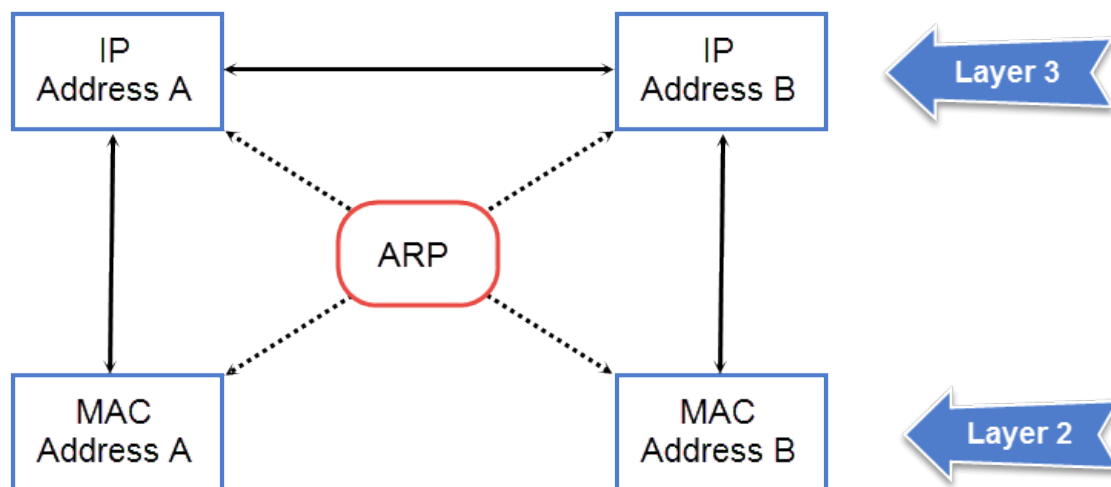 IP
Address A
IP
Address B
Layer 3
ARP
MAC
Address A
MAC
Address B
Layer 2